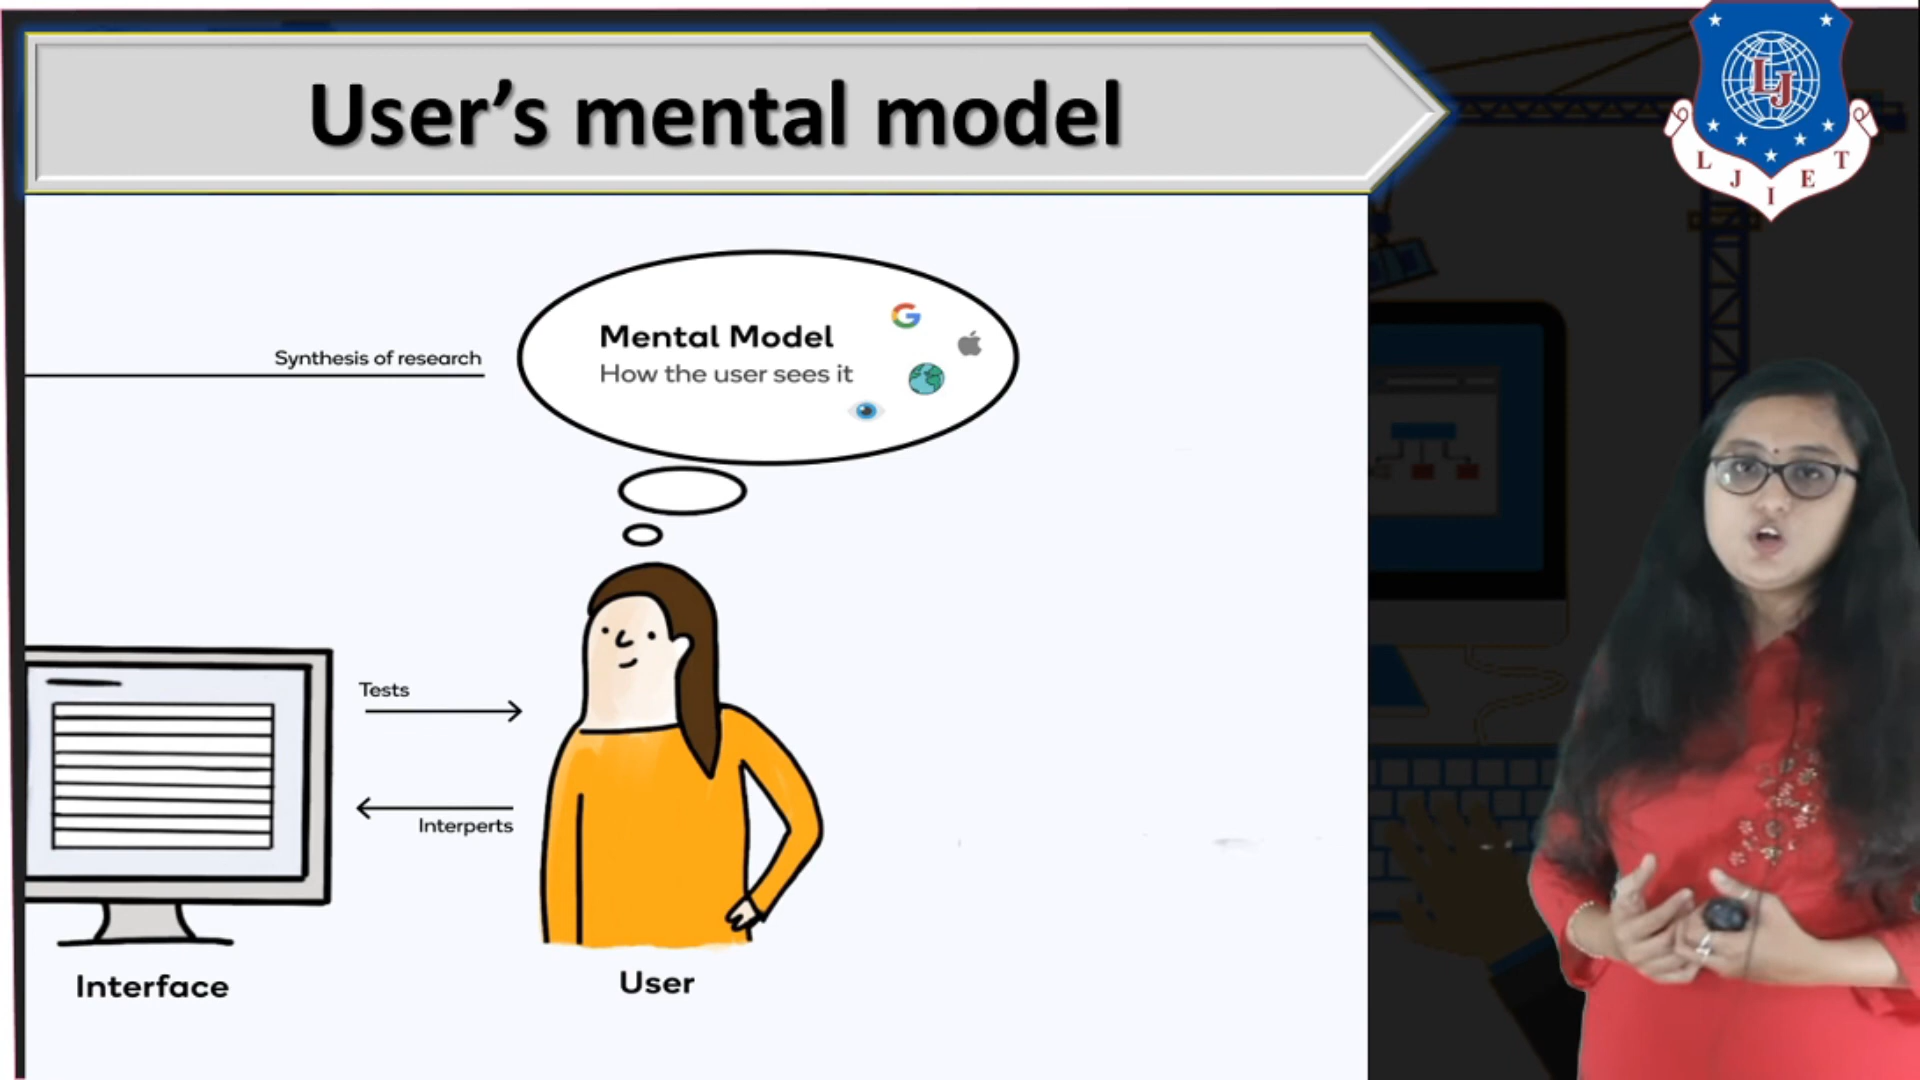 User's mental model
LJ
L J I E T
Synthesis of research
Mental Model
How the user sees it
Tests
Interperts
Interface
User